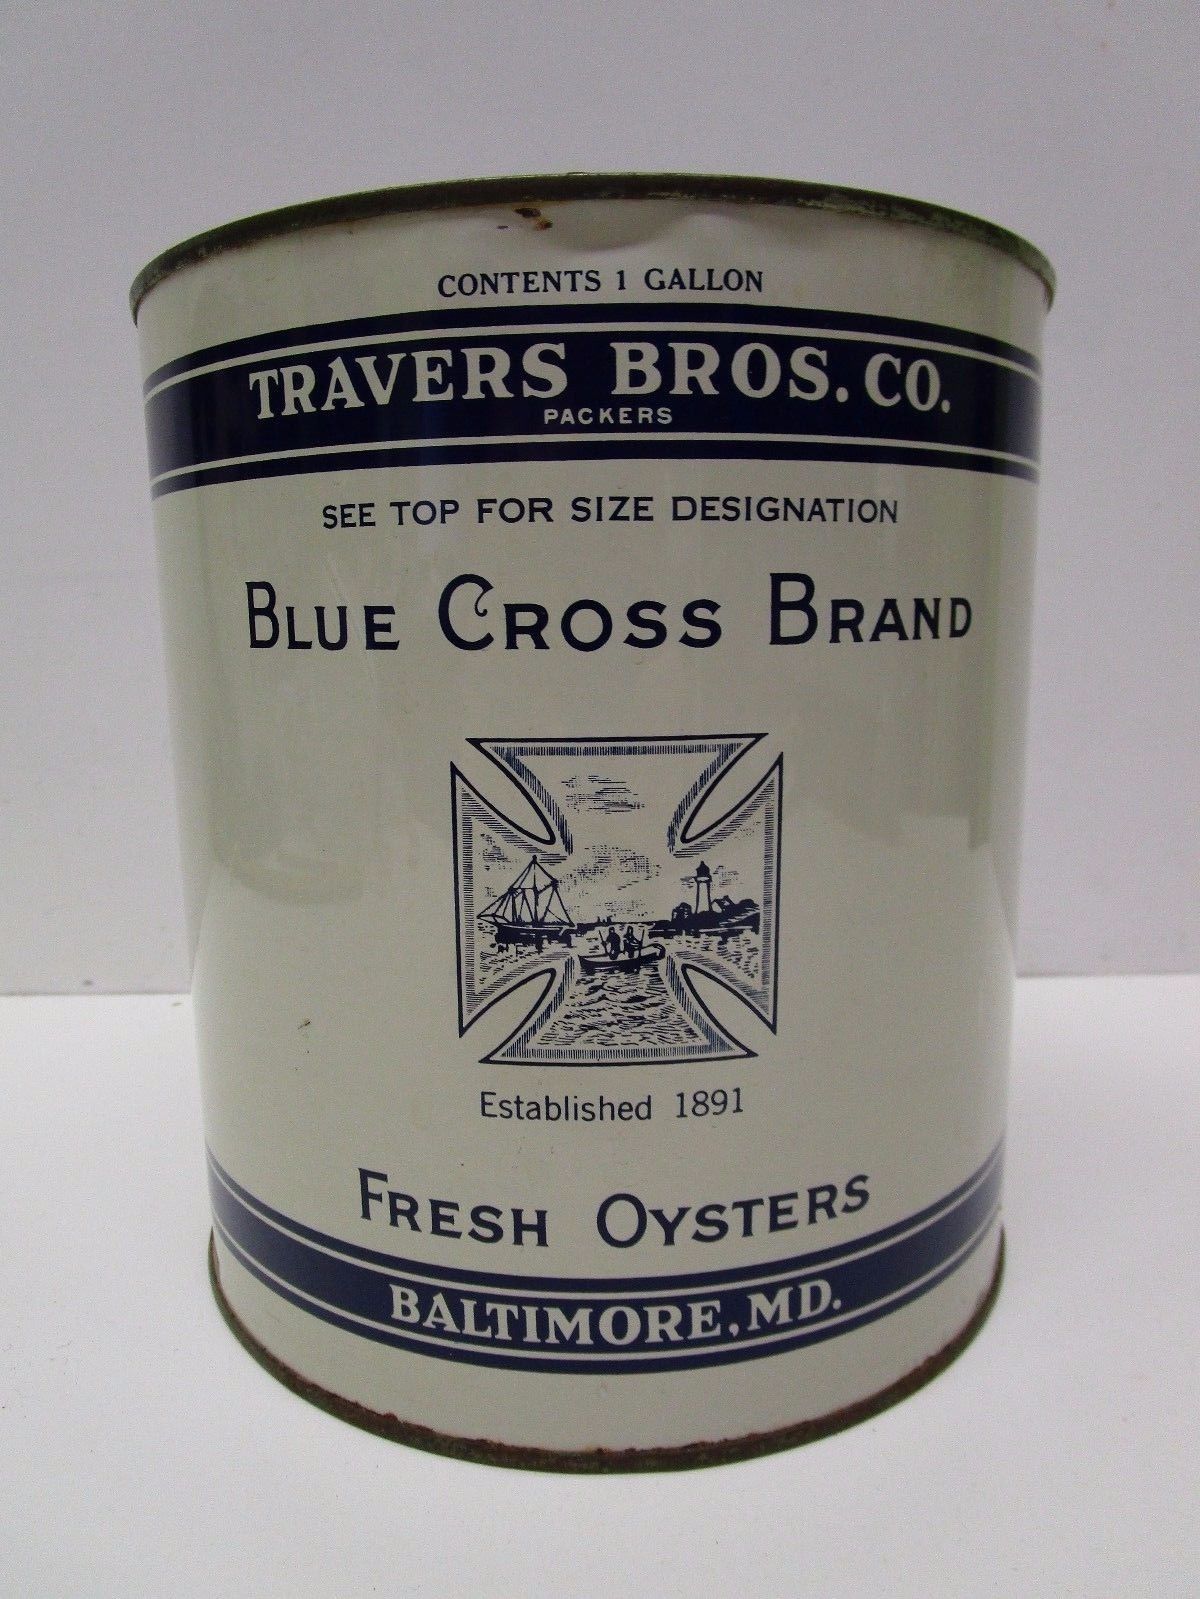 CONTENTS 1 GALLON
TRAVERS BROS. CO.
PACKERS
SEE TOP FOR SIZE DESIGNATION
BLUE CROSS BRAND
Established 1891
FRESH OYSTERS
BALTIMORE, MD.